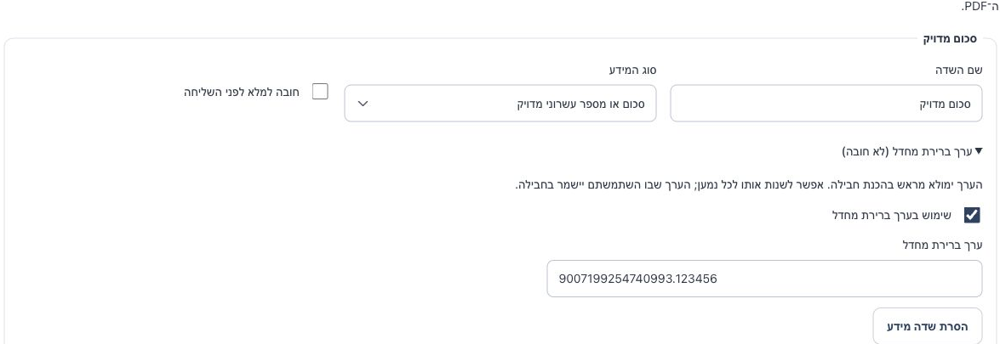 ה־PDF.
סכום מדויק
שם השדה
סוג המידע
סכום מדויק
סכום או מספר עשרוני מדויק
חובה למלא לפני השליחה
▼ ערך ברירת מחדל (לא חובה)
הערך ימולא מראש בהכנת חבילה. אפשר לשנות אותו לכל נמען; הערך שבו השתמשתם יישמר בחבילה.
שימוש בערך ברירת מחדל
ערך ברירת מחדל
9007199254740993.123456
הסרת שדה מידע